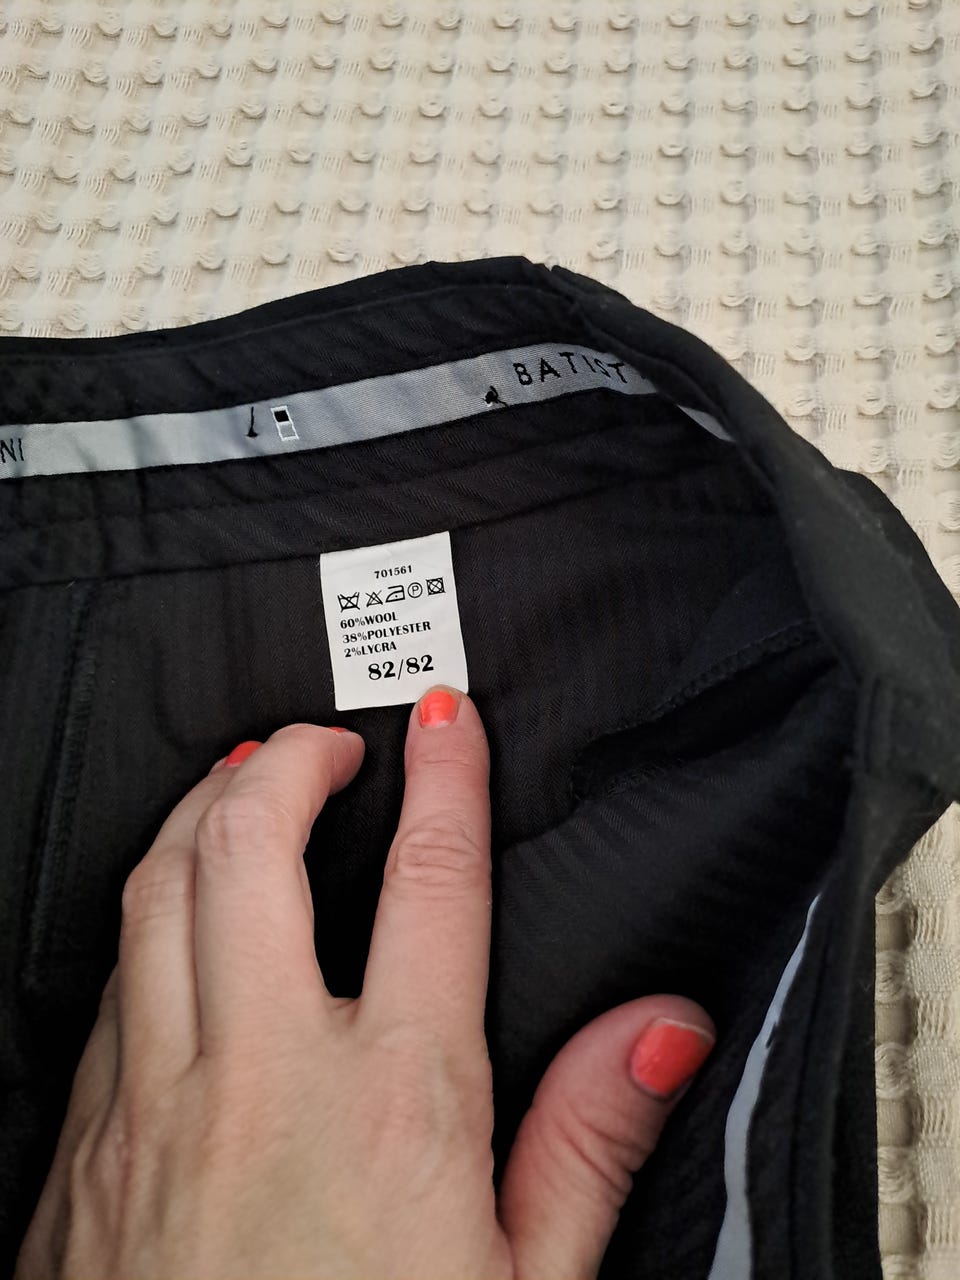 NI
BATIST
701561
60%WOOL
38%POLYESTER
2%LYCRA
82/82